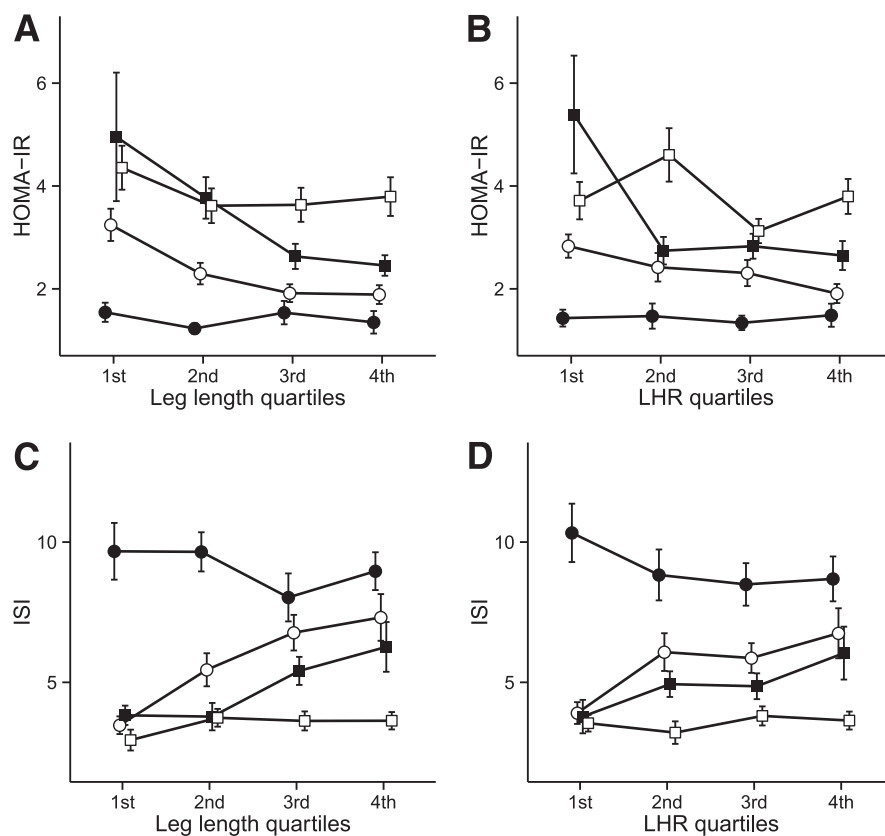 A
HOMA−IR
6
4
2
1st 2nd 3rd 4th
Leg length quartiles
B
HOMA−IR
6
4
2
1st 2nd 3rd 4th
LHR quartiles
C
ISI
10
5
1st 2nd 3rd 4th
Leg length quartiles
D
ISI
10
5
1st 2nd 3rd 4th
LHR quartiles